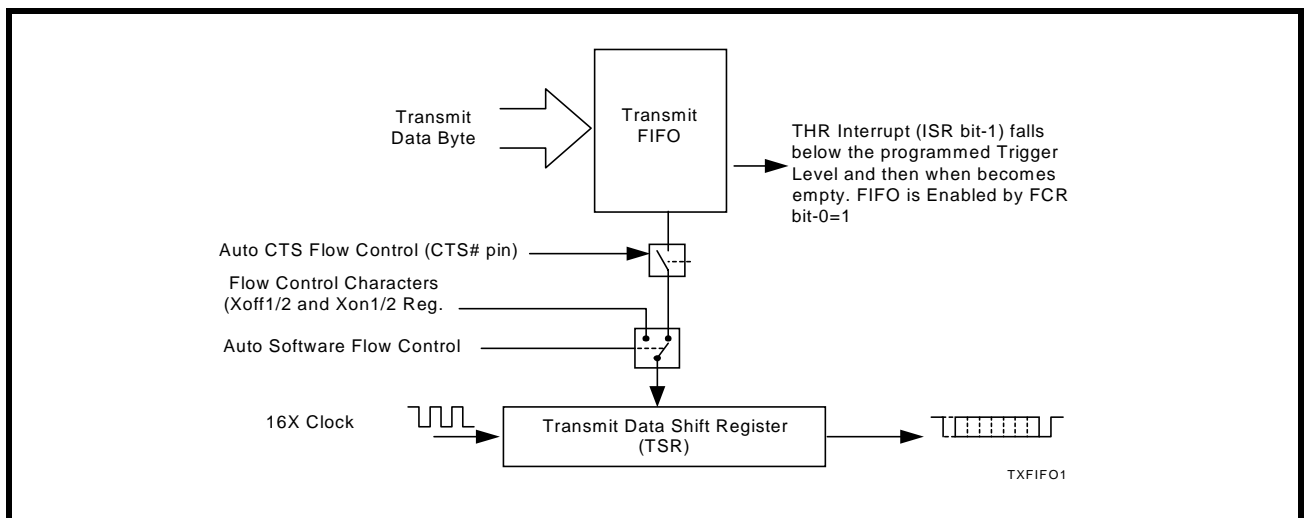 Transmit
Data Byte
Transmit
FIFO
THR Interrupt (ISR bit-1) falls
below the programmed Trigger
Level and then when becomes
empty. FIFO is Enabled by FCR
bit-0=1
Auto CTS Flow Control (CTS# pin)
Flow Control Characters
(Xoff1/2 and Xon1/2 Reg.
Auto Software Flow Control
16X Clock
Transmit Data Shift Register
(TSR)
TXFIFO1